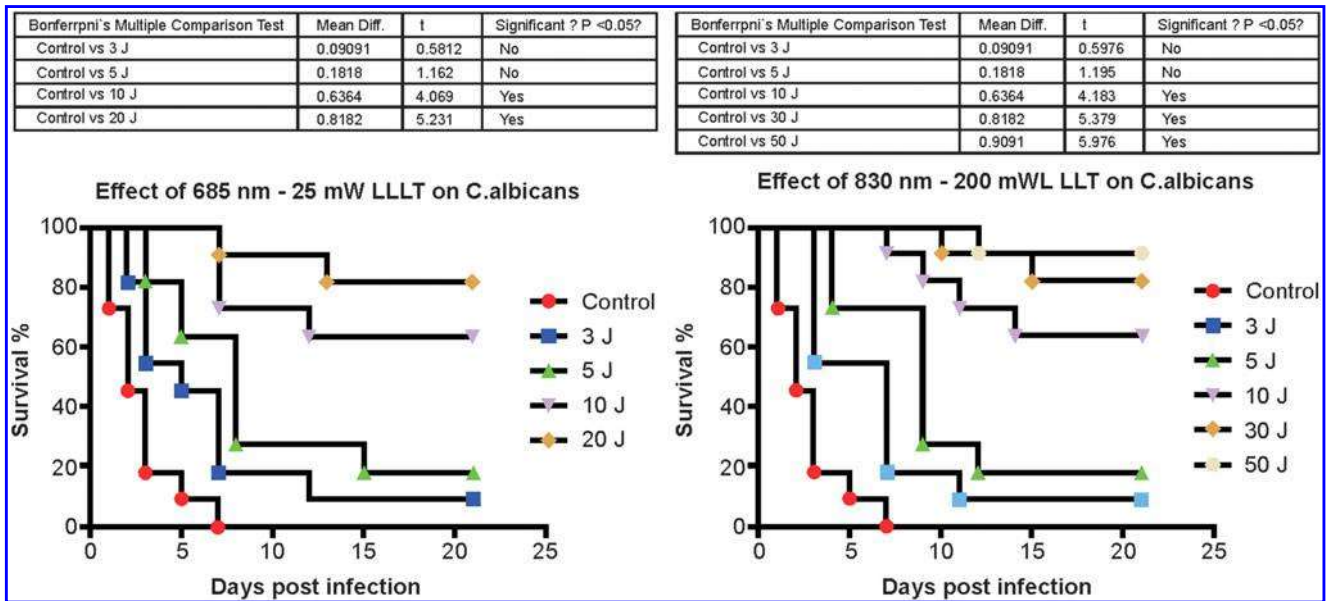 Bonferrpni`s Multiple Comparison Test Mean Diff. t Significant ? P <0.05?
Control vs 3 J 0.09091 0.5812 No
Control vs 5 J 0.1818 1.162 No
Control vs 10 J 0.6364 4.069 Yes
Control vs 20 J 0.8182 5.231 Yes
Bonferrpni`s Multiple Comparison Test Mean Diff. t Significant ? P <0.05?
Control vs 3 J 0.09091 0.5976 No
Control vs 5 J 0.1818 1.195 No
Control vs 10 J 0.6364 4.183 Yes
Control vs 30 J 0.8182 5.379 Yes
Control vs 50 J 0.9091 5.976 Yes
Effect of 685 nm - 25 mW LLLT on C.albicans
Survival %
100
80
60
40
20
0
0 5 10 15 20 25
Days post infection
Control
3 J
5 J
10 J
20 J
Effect of 830 nm - 200 mWL LLT on C.albicans
Survival %
100
80
60
40
20
0
0 5 10 15 20 25
Days post infection
Control
3 J
5 J
10 J
30 J
50 J